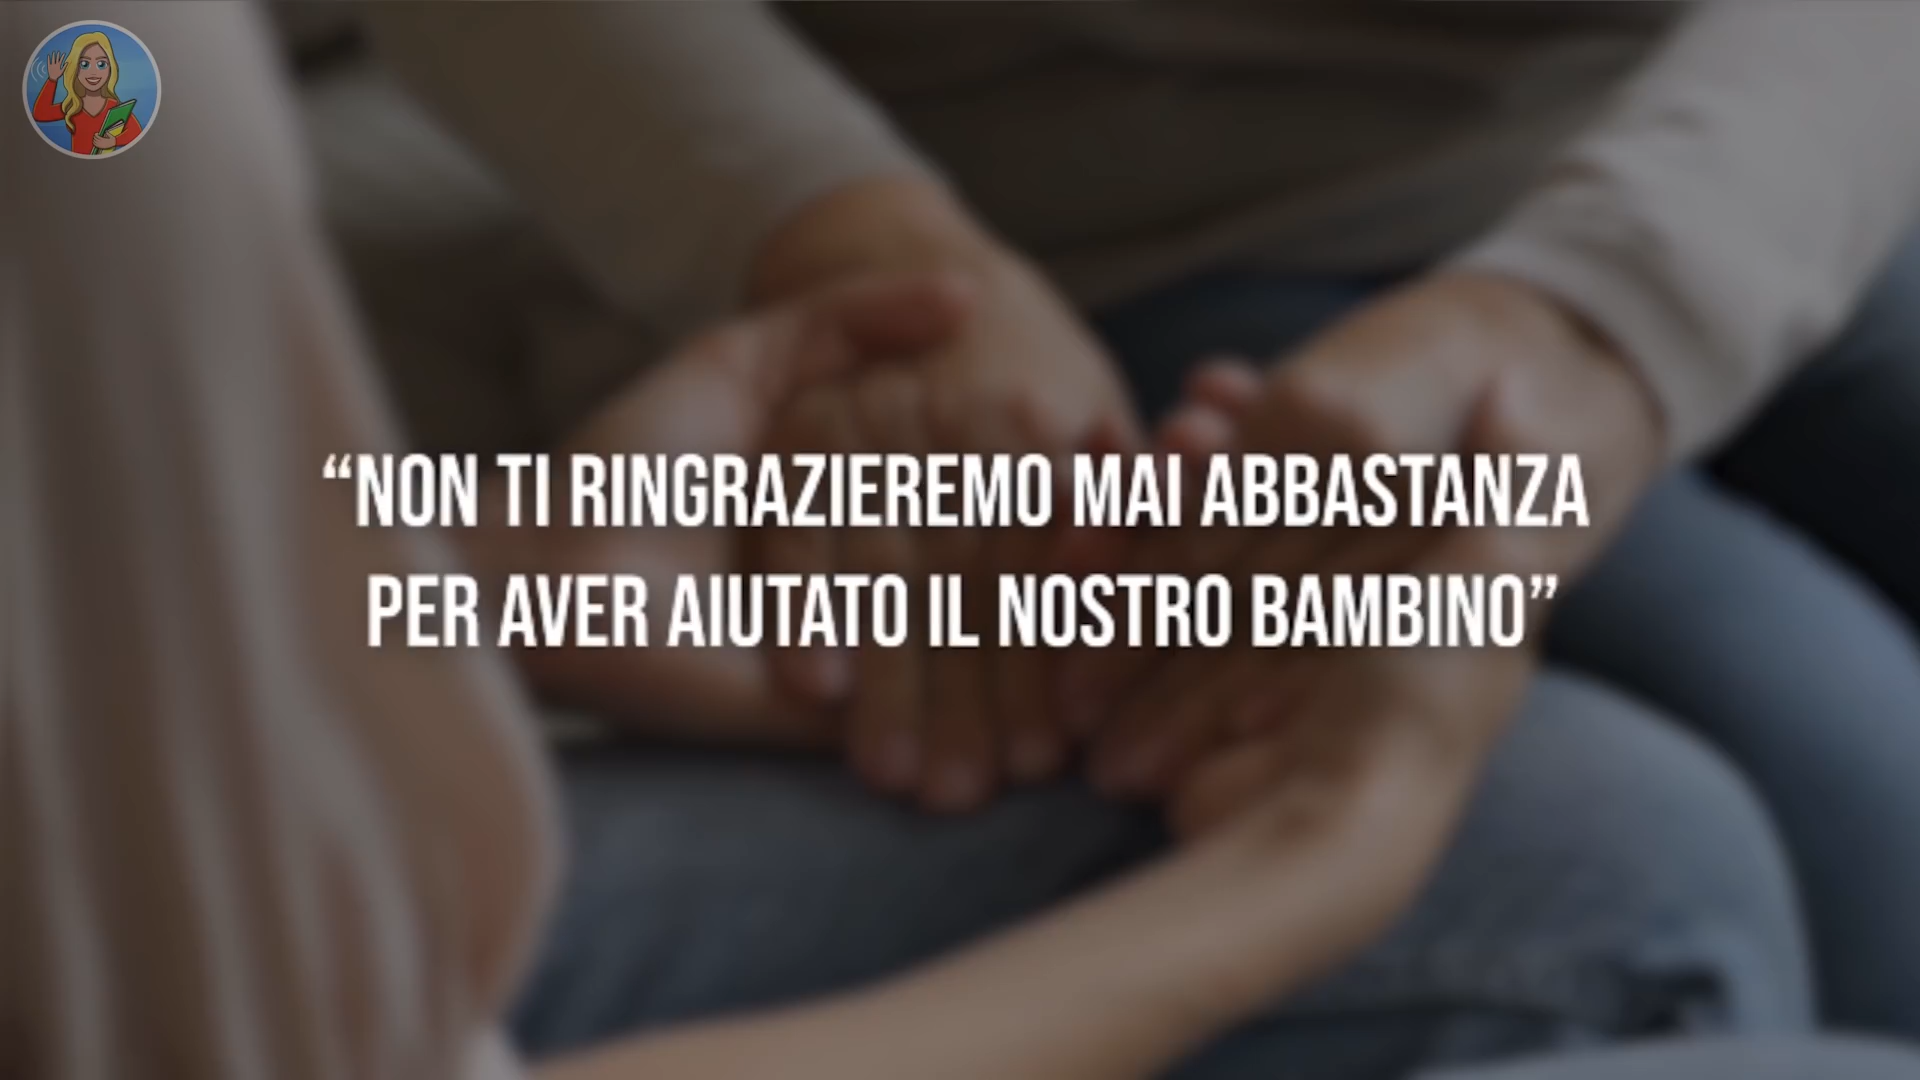 “NON TI RINGRAZIEREMO MAI ABBASTANZA
PER AVER AIUTATO IL NOSTRO BAMBINO”